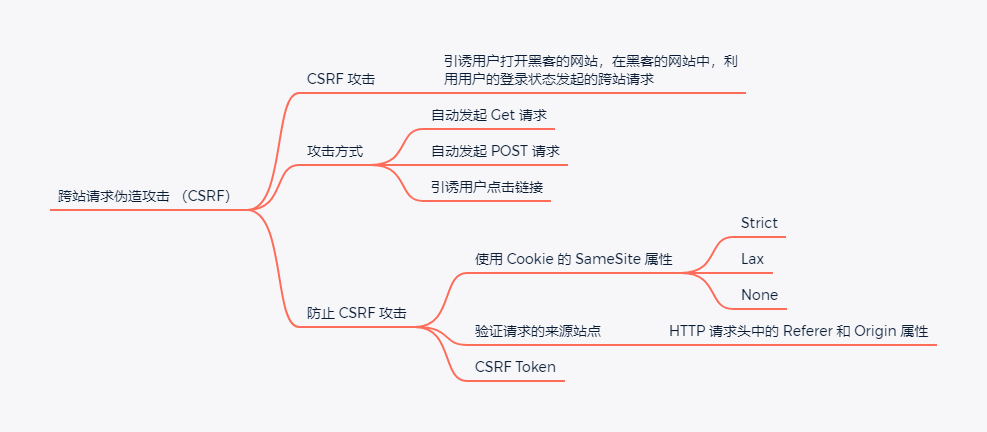 跨站请求伪造攻击 （CSRF）
CSRF 攻击
引诱用户打开黑客的网站，在黑客的网站中，利
用用户的登录状态发起的跨站请求
攻击方式
自动发起 Get 请求
自动发起 POST 请求
引诱用户点击链接
防止 CSRF 攻击
使用 Cookie 的 SameSite 属性
Strict
Lax
None
验证请求的来源站点
HTTP 请求头中的 Referer 和 Origin 属性
CSRF Token